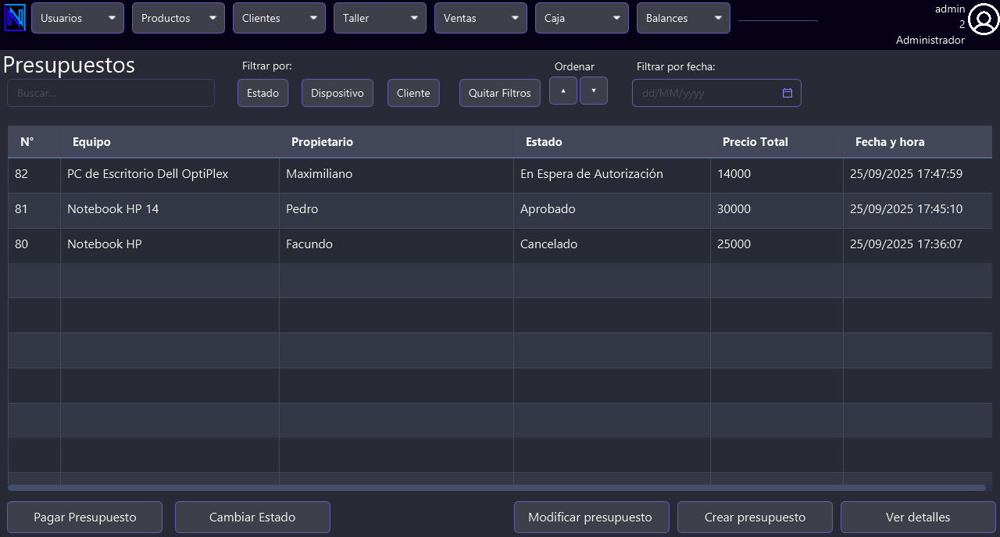 Usuarios Productos Clientes Taller Ventas Caja Balances
admin
2
Administrador
Presupuestos
Filtrar por: Ordenar Filtrar por fecha:
Buscar... Estado Dispositivo Cliente Quitar Filtros ▲ ▼ dd/MM/yyyy
N° Equipo Propietario Estado Precio Total Fecha y hora
82 PC de Escritorio Dell OptiPlex Maximiliano En Espera de Autorización 14000 25/09/2025 17:47:59
81 Notebook HP 14 Pedro Aprobado 30000 25/09/2025 17:45:10
80 Notebook HP Facundo Cancelado 25000 25/09/2025 17:36:07
Pagar Presupuesto Cambiar Estado Modificar presupuesto Crear presupuesto Ver detalles